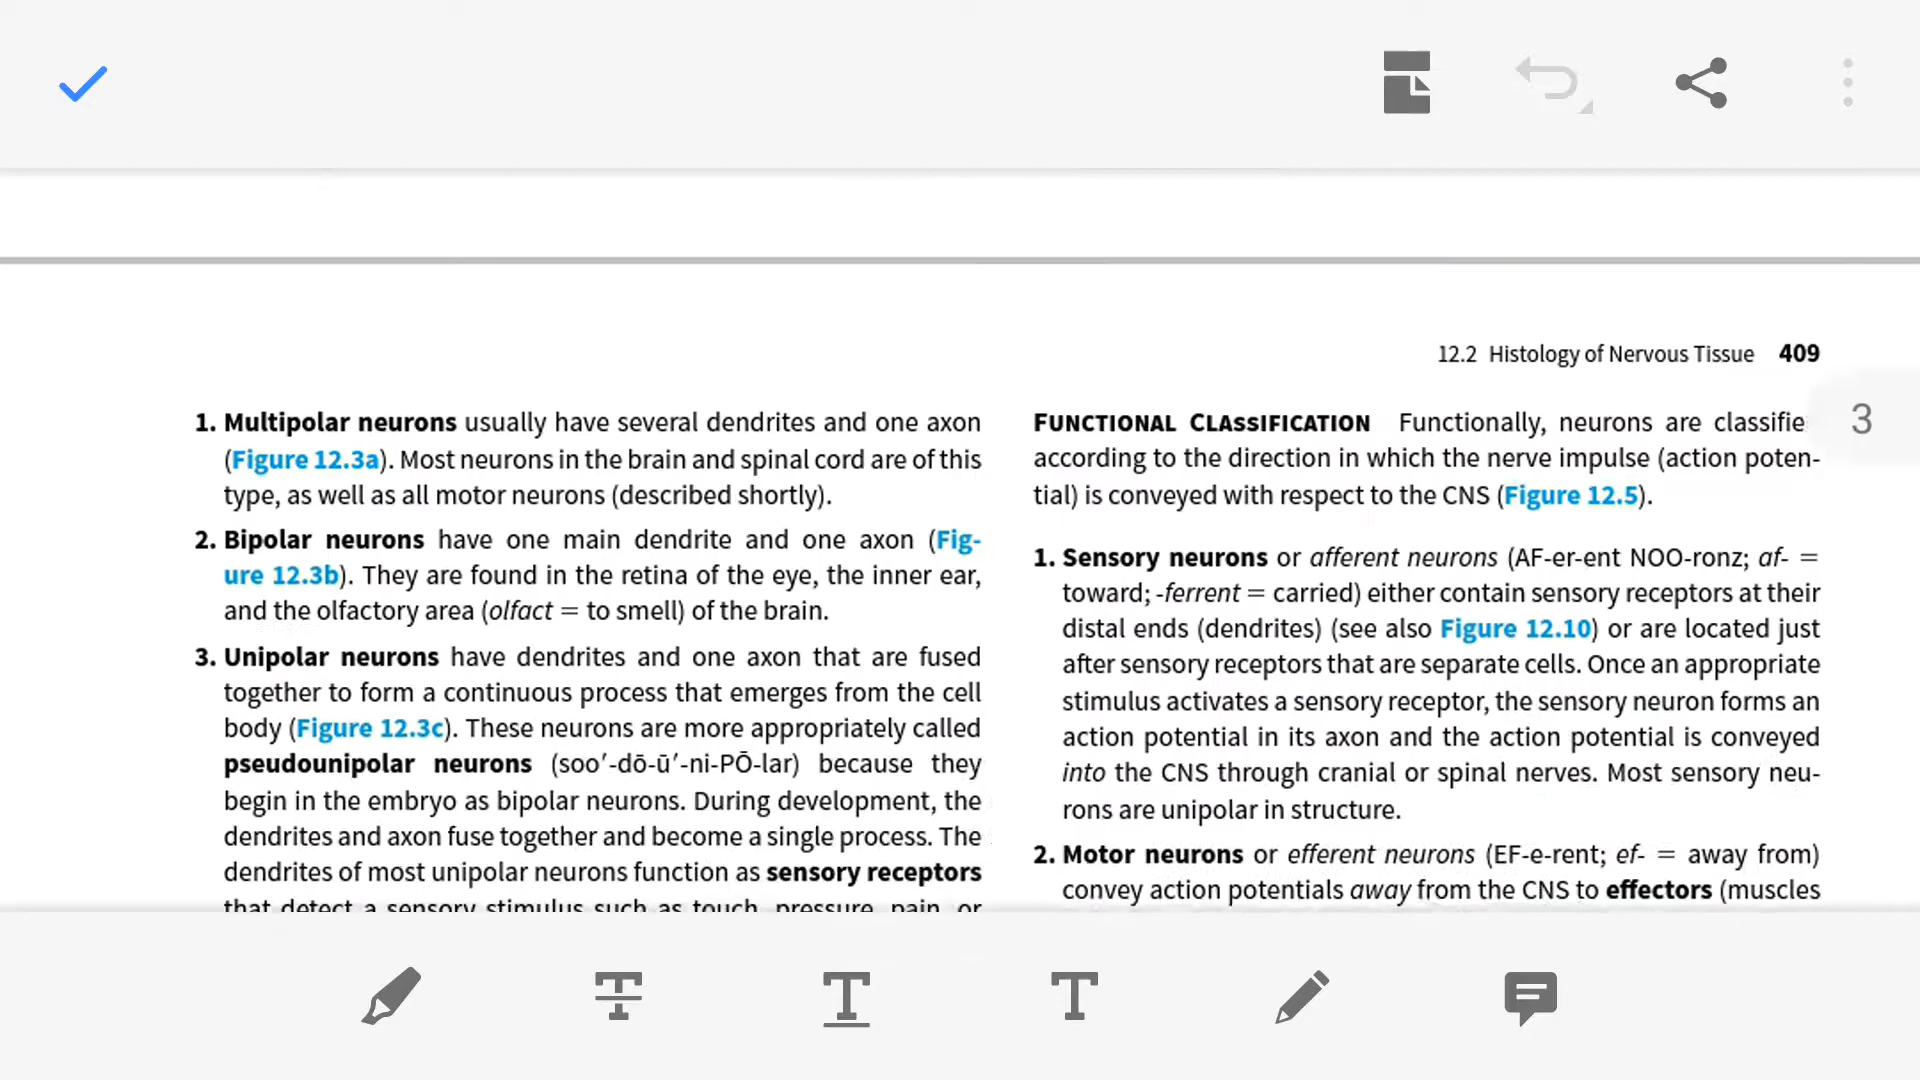 12.2 Histology of Nervous Tissue 409
3
1. Multipolar neurons usually have several dendrites and one axon
(Figure 12.3a). Most neurons in the brain and spinal cord are of this
type, as well as all motor neurons (described shortly).
2. Bipolar neurons have one main dendrite and one axon (Fig-
ure 12.3b). They are found in the retina of the eye, the inner ear,
and the olfactory area (olfact = to smell) of the brain.
3. Unipolar neurons have dendrites and one axon that are fused
together to form a continuous process that emerges from the cell
body (Figure 12.3c). These neurons are more appropriately called
pseudounipolar neurons (soo′-dō-ū′-ni-PŌ-lar) because they
begin in the embryo as bipolar neurons. During development, the
dendrites and axon fuse together and become a single process. The
dendrites of most unipolar neurons function as sensory receptors
that detect a sensory stimulus such as touch, pressure, pain, or
FUNCTIONAL CLASSIFICATION Functionally, neurons are classifie
according to the direction in which the nerve impulse (action poten-
tial) is conveyed with respect to the CNS (Figure 12.5).
1. Sensory neurons or afferent neurons (AF-er-ent NOO-ronz; af- =
toward; -ferrent = carried) either contain sensory receptors at their
distal ends (dendrites) (see also Figure 12.10) or are located just
after sensory receptors that are separate cells. Once an appropriate
stimulus activates a sensory receptor, the sensory neuron forms an
action potential in its axon and the action potential is conveyed
into the CNS through cranial or spinal nerves. Most sensory neu-
rons are unipolar in structure.
2. Motor neurons or efferent neurons (EF-e-rent; ef- = away from)
convey action potentials away from the CNS to effectors (muscles